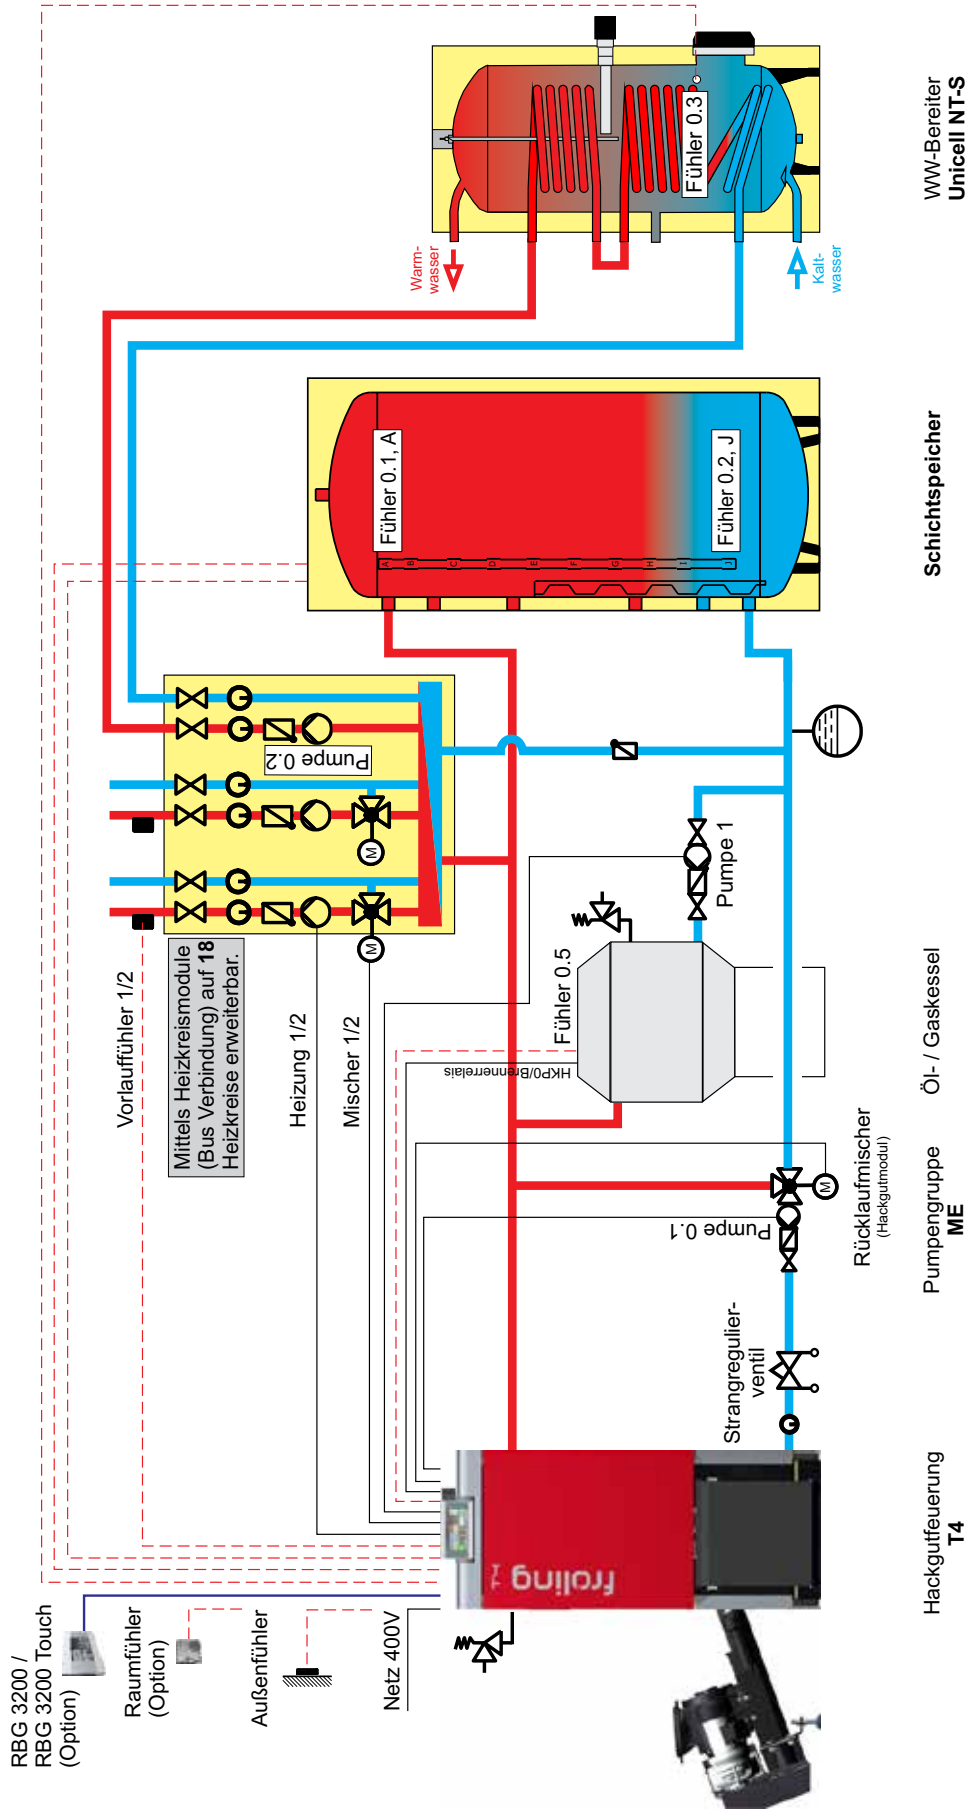 RBG 3200 /
RBG 3200 Touch
(Option)
Raumfühler
(Option)
Außenfühler
Netz 400V
Vorlauffühler 1/2
Mittels Heizkreismodule
(Bus Verbindung) auf 18
Heizkreise erweiterbar.
Heizung 1/2
Mischer 1/2
M
M
Pumpe 0.2
HKP0/Brennerrelais
Fühler 0.5
Pumpe 1
Pumpe 0.1
M
Rücklaufmischer
(Hackgutmodul)
Strangregulier-
ventil
froling
T4
Fühler 0.1, A
A
B
C
D
E
F
G
H
I
J
Fühler 0.2, J
Warm-
wasser
Kalt-
wasser
Fühler 0.3
Hackgutfeuerung
T4
Pumpengruppe
ME
Öl- / Gaskessel
Schichtspeicher
WW-Bereiter
Unicell NT-S